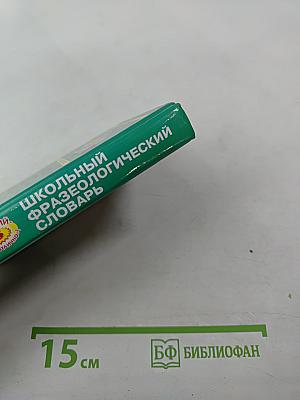 ШКОЛЬНЫЙ
ФРАЗЕОЛОГИЧЕСКИЙ
СЛОВАРЬ
15 см
БФ БИБЛИОФАН